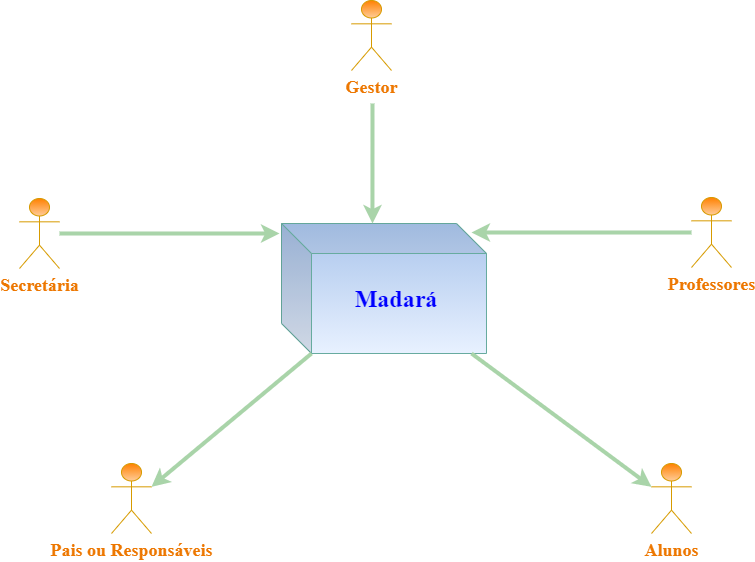 Gestor
Secretária
Professores
Madará
Pais ou Responsáveis
Alunos